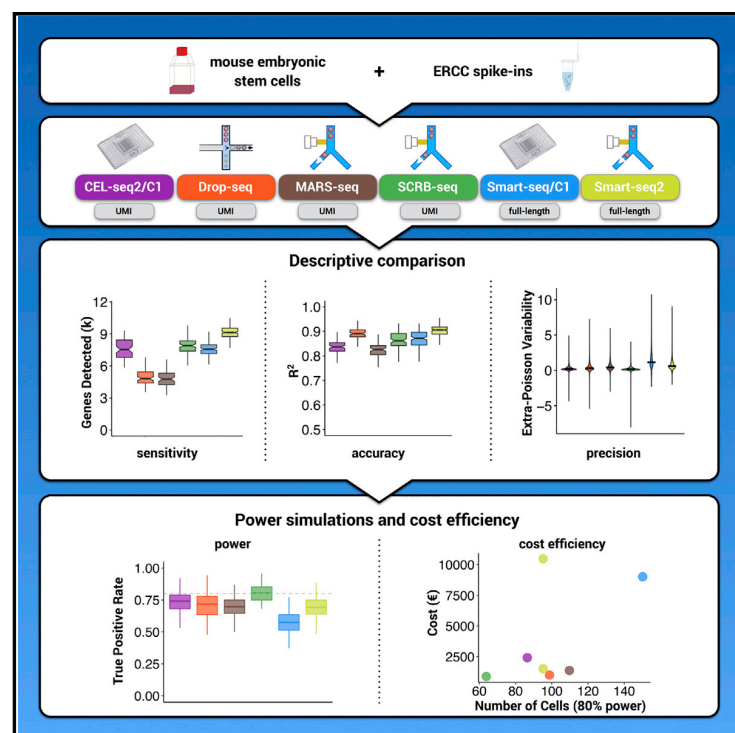 mouse embryonic
stem cells
+
ERCC spike-ins
CEL-seq2/C1
Drop-seq
MARS-seq
SCRB-seq
Smart-seq/C1
Smart-seq2
UMI
UMI
UMI
UMI
full-length
full-length
Descriptive comparison
Genes Detected (k)
12
9
6
3
0
sensitivity
R2
1.0
0.9
0.8
0.7
0.6
0.5
accuracy
Extra-Poisson Variability
10
5
0
−5
precision
Power simulations and cost efficiency
power
True Positive Rate
1.00
0.75
0.50
0.25
0.00
cost efficiency
Cost (€)
10000
7500
5000
2500
60
80
100
120
140
Number of Cells (80% power)